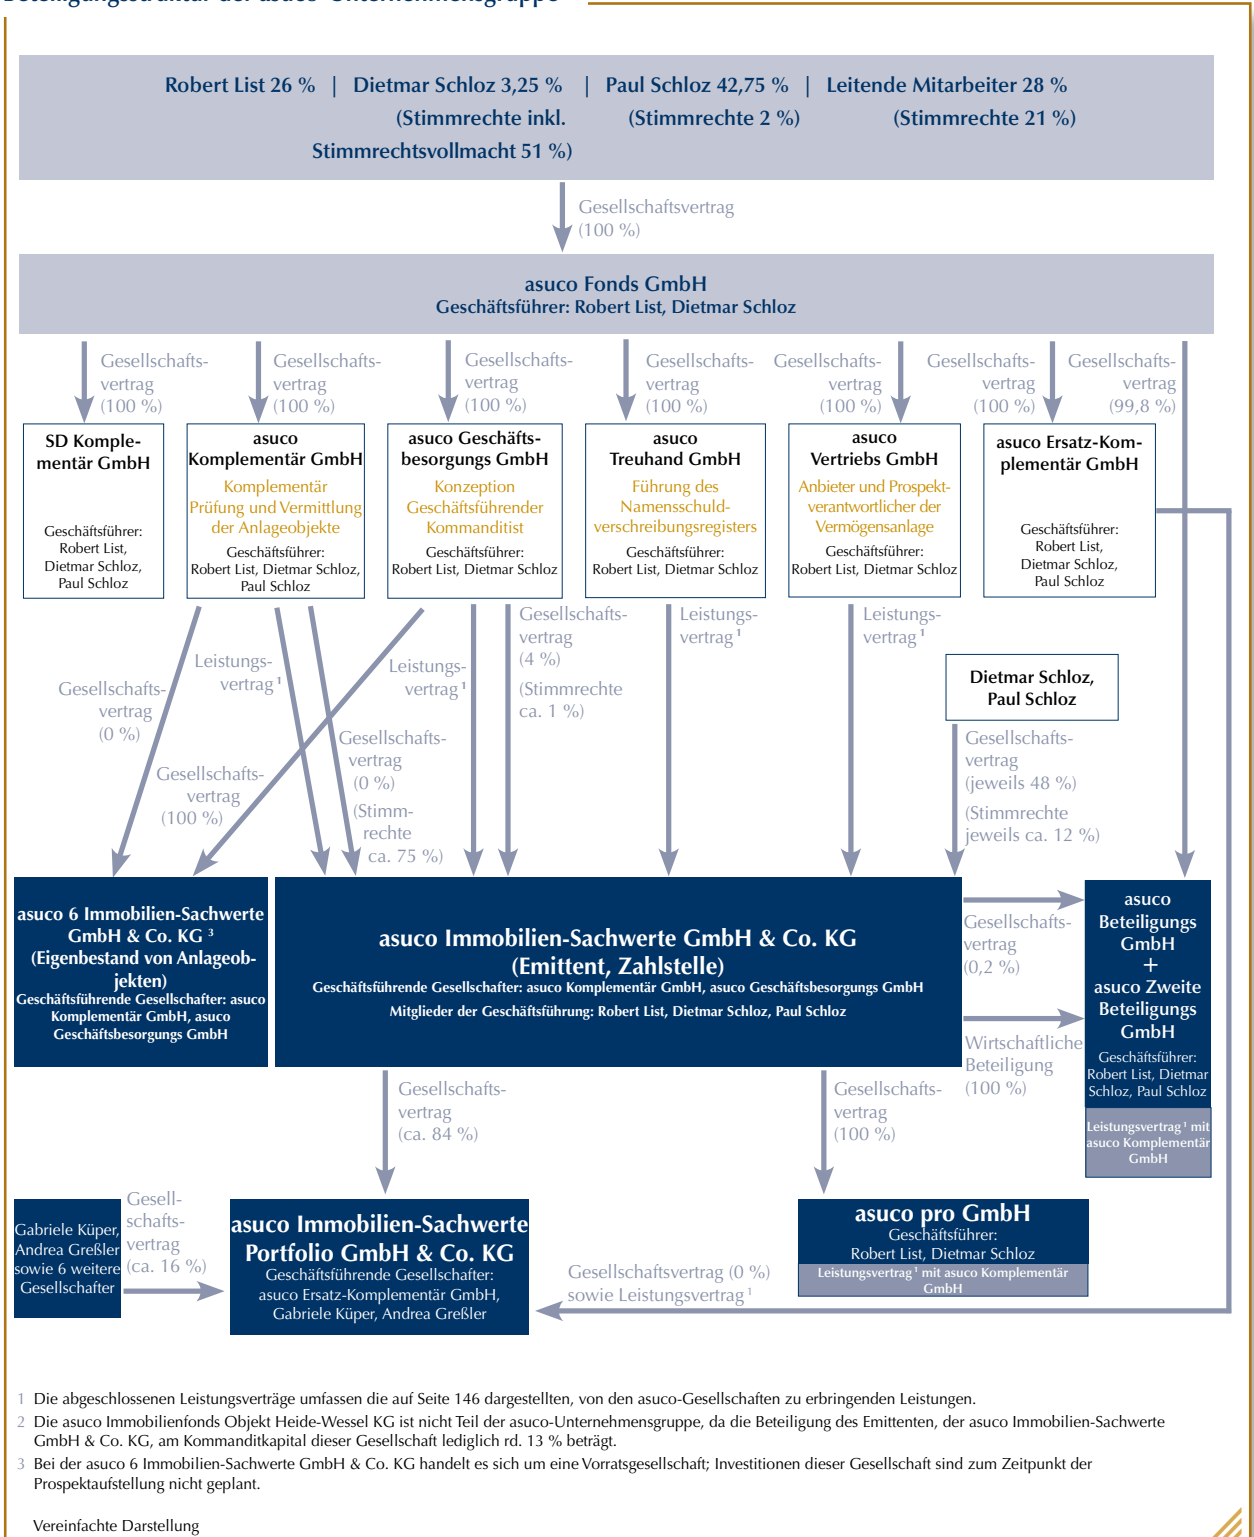 Beteiligungsstruktur der asuco-Unternehmensgruppe
Robert List 26 % | Dietmar Schloz 3,25 % | Paul Schloz 42,75 % | Leitende Mitarbeiter 28 %
(Stimmrechte inkl. (Stimmrechte 2 %) (Stimmrechte 21 %)
Stimmrechtsvollmacht 51 %)
Gesellschaftsvertrag
(100 %)
asuco Fonds GmbH
Geschäftsführer: Robert List, Dietmar Schloz
Gesellschafts-
vertrag
(100 %)
Gesellschafts-
vertrag
(100 %)
Gesellschafts-
vertrag
(100 %)
Gesellschafts-
vertrag
(100 %)
Gesellschafts-
vertrag
(100 %)
Gesellschafts-
vertrag
(100 %)
Gesellschafts-
vertrag
(99,8 %)
SD Komple-
mentär GmbH
Geschäftsführer:
Robert List,
Dietmar Schloz,
Paul Schloz
asuco
Komplementär GmbH
Komplementär
Prüfung und Vermittlung
der Anlageobjekte
Geschäftsführer:
Robert List, Dietmar Schloz,
Paul Schloz
asuco Geschäfts-
besorgungs GmbH
Konzeption
Geschäftsführender
Kommanditist
Geschäftsführer:
Robert List, Dietmar Schloz
asuco
Treuhand GmbH
Führung des
Namensschuld-
verschreibungsregisters
Geschäftsführer:
Robert List, Dietmar Schloz
asuco
Vertriebs GmbH
Anbieter und Prospekt-
verantwortlicher der
Vermögensanlage
Geschäftsführer:
Robert List, Dietmar Schloz
asuco Ersatz-Kom-
plementär GmbH
Geschäftsführer:
Robert List,
Dietmar Schloz,
Paul Schloz
Gesellschafts-
vertrag
(0 %)
Leistungs-
vertrag ¹
Gesellschafts-
vertrag
(100 %)
Gesellschafts-
vertrag
(0 %)
(Stimm-
rechte
ca. 75 %)
Leistungs-
vertrag ¹
Gesellschafts-
vertrag
(4 %)
(Stimmrechte
ca. 1 %)
Leistungs-
vertrag ¹
Leistungs-
vertrag ¹
Dietmar Schloz,
Paul Schloz
Gesellschafts-
vertrag
(jeweils 48 %)
(Stimmrechte
jeweils ca. 12 %)
asuco 6 Immobilien-Sachwerte
GmbH & Co. KG ³
(Eigenbestand von Anlageob-
jekten)
Geschäftsführende Gesellschafter: asuco
Komplementär GmbH, asuco
Geschäftsbesorgungs GmbH
asuco Immobilien-Sachwerte GmbH & Co. KG
(Emittent, Zahlstelle)
Geschäftsführende Gesellschafter: asuco Komplementär GmbH, asuco Geschäftsbesorgungs GmbH
Mitglieder der Geschäftsführung: Robert List, Dietmar Schloz, Paul Schloz
Gesellschafts-
vertrag
(0,2 %)
Wirtschaftliche
Beteiligung
(100 %)
asuco
Beteiligungs
GmbH
+
asuco Zweite
Beteiligungs
GmbH
Geschäftsführer:
Robert List, Dietmar
Schloz, Paul Schloz
Leistungsvertrag ¹ mit
asuco Komplementär
GmbH
Gesellschafts-
vertrag
(ca. 84 %)
Gesellschafts-
vertrag
(100 %)
Gabriele Küper,
Andrea Greßler
sowie 6 weitere
Gesellschafter
Gesell-
schafts-
vertrag
(ca. 16 %)
asuco Immobilien-Sachwerte
Portfolio GmbH & Co. KG
Geschäftsführende Gesellschafter:
asuco Ersatz-Komplementär GmbH,
Gabriele Küper, Andrea Greßler
asuco pro GmbH
Geschäftsführer:
Robert List, Dietmar Schloz
Leistungsvertrag ¹ mit asuco Komplementär
GmbH
Gesellschaftsvertrag (0 %)
sowie Leistungsvertrag ¹
1 Die abgeschlossenen Leistungsverträge umfassen die auf Seite 146 dargestellten, von den asuco-Gesellschaften zu erbringenden Leistungen.
2 Die asuco Immobilienfonds Objekt Heide-Wessel KG ist nicht Teil der asuco-Unternehmensgruppe, da die Beteiligung des Emittenten, der asuco Immobilien-Sachwerte
GmbH & Co. KG, am Kommanditkapital dieser Gesellschaft lediglich rd. 13 % beträgt.
3 Bei der asuco 6 Immobilien-Sachwerte GmbH & Co. KG handelt es sich um eine Vorratsgesellschaft; Investitionen dieser Gesellschaft sind zum Zeitpunkt der
Prospektaufstellung nicht geplant.
Vereinfachte Darstellung